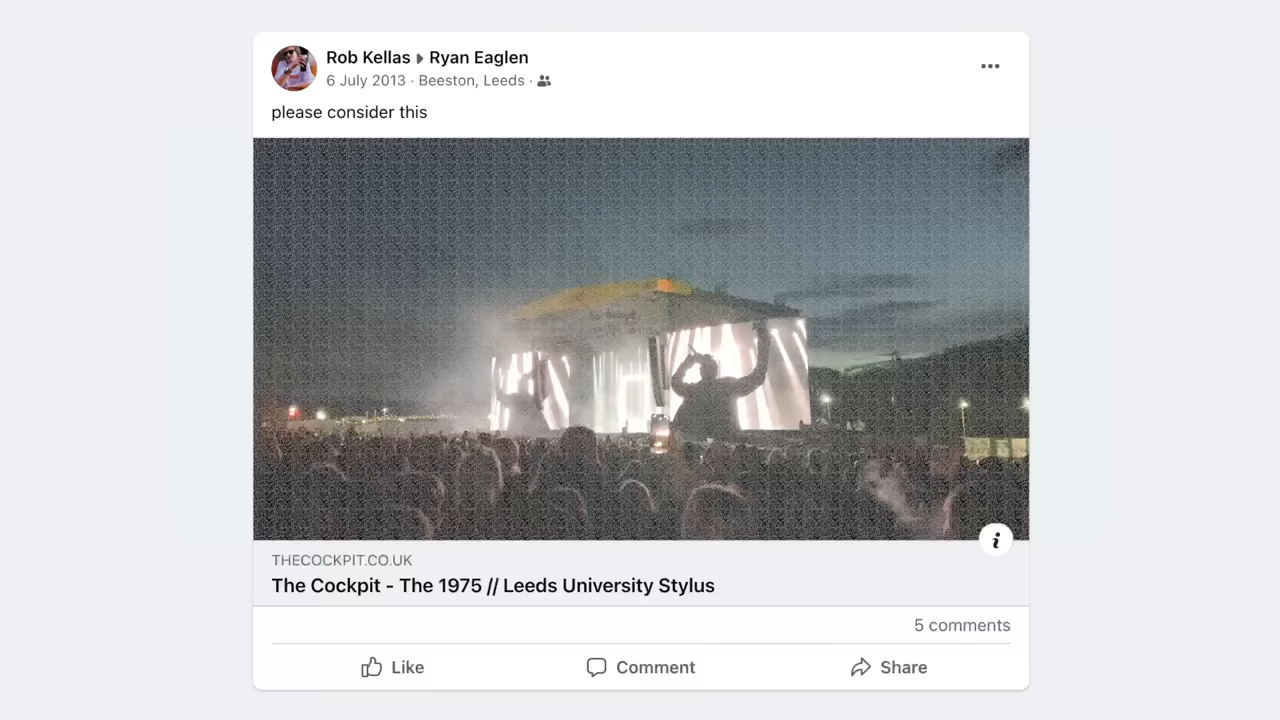 Rob Kellas ▸ Ryan Eaglen
6 July 2013 · Beeston, Leeds ·
please consider this
i
THECOCKPIT.CO.UK
The Cockpit - The 1975 // Leeds University Stylus
5 comments
Like Comment Share